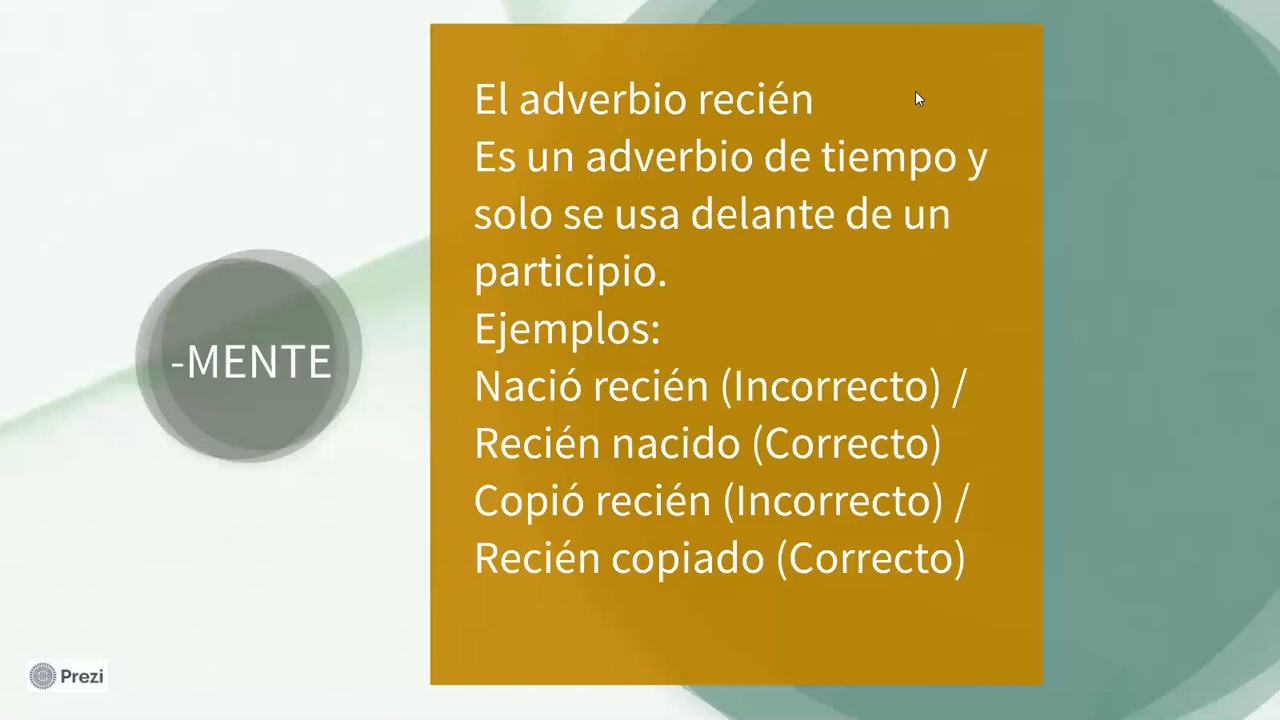 -MENTE
El adverbio recién
Es un adverbio de tiempo y
solo se usa delante de un
participio.
Ejemplos:
Nació recién (Incorrecto) /
Recién nacido (Correcto)
Copió recién (Incorrecto) /
Recién copiado (Correcto)
Prezi